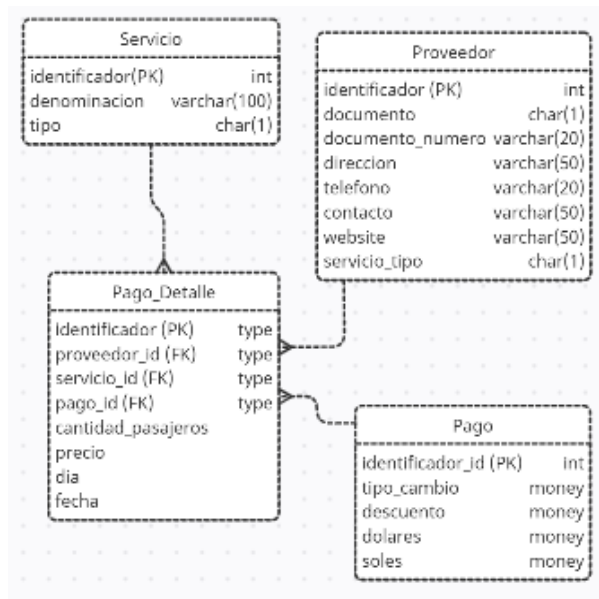 Servicio
identificador(PK) int
denominacion varchar(100)
tipo char(1)
Proveedor
identificador (PK) int
documento char(1)
documento_numero varchar(20)
direccion varchar(50)
telefono varchar(20)
contacto varchar(50)
website varchar(50)
servicio_tipo char(1)
Pago_Detalle
identificador (PK) type
proveedor_id (FK) type
servicio_id (FK) type
pago_id (FK) type
cantidad_pasajeros
precio
dia
fecha
Pago
identificador_id (PK) int
tipo_cambio money
descuento money
dolares money
soles money